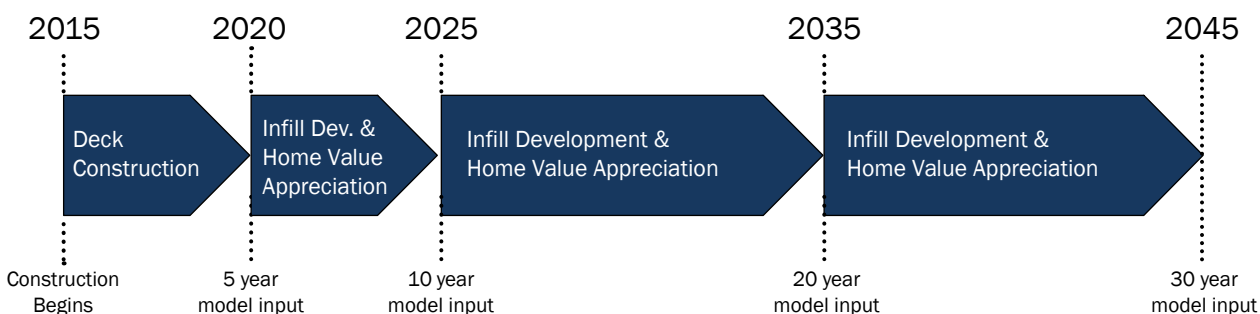 2015 2020 2025 2035 2045
Deck
Construction
Infill Dev. &
Home Value
Appreciation
Infill Development &
Home Value Appreciation
Infill Development &
Home Value Appreciation
Construction
Begins
5 year
model input
10 year
model input
20 year
model input
30 year
model input